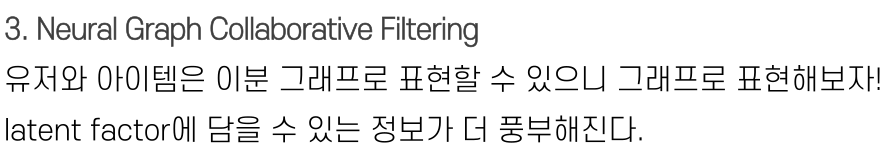 3. Neural Graph Collaborative Filtering
유저와 아이템은 이분 그래프로 표현할 수 있으니 그래프로 표현해보자!
latent factor에 담을 수 있는 정보가 더 풍부해진다.